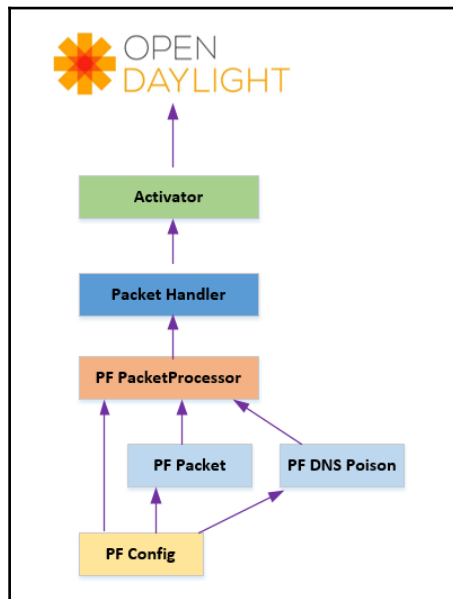 OPEN
DAYLIGHT
Activator
Packet Handler
PF PacketProcessor
PF Packet
PF DNS Poison
PF Config